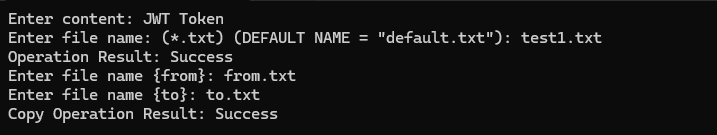 Enter content: JWT Token
Enter file name: (*.txt) (DEFAULT NAME = "default.txt"): test1.txt
Operation Result: Success
Enter file name {from}: from.txt
Enter file name {to}: to.txt
Copy Operation Result: Success